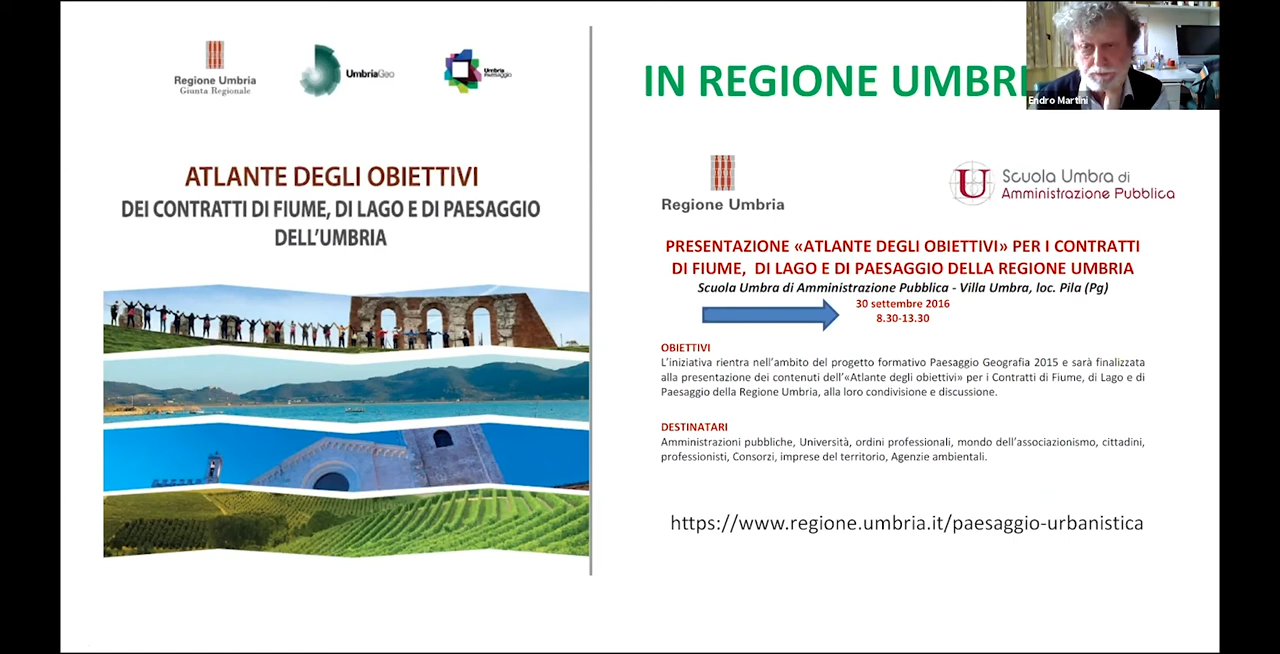 Regione Umbria
Giunta Regionale
UmbriaGeo
Umbria
Paesaggio
ATLANTE DEGLI OBIETTIVI
DEI CONTRATTI DI FIUME, DI LAGO E DI PAESAGGIO
DELL'UMBRIA
IN REGIONE UMBRI
Endro Martini
Regione Umbria
U Scuola Umbra di
Amministrazione Pubblica
PRESENTAZIONE «ATLANTE DEGLI OBIETTIVI» PER I CONTRATTI
DI FIUME, DI LAGO E DI PAESAGGIO DELLA REGIONE UMBRIA
Scuola Umbra di Amministrazione Pubblica - Villa Umbra, loc. Pila (Pg)
30 settembre 2016
8.30-13.30
OBIETTIVI
L'iniziativa rientra nell'ambito del progetto formativo Paesaggio Geografia 2015 e sarà finalizzata
alla presentazione dei contenuti dell'«Atlante degli obiettivi» per i Contratti di Fiume, di Lago e di
Paesaggio della Regione Umbria, alla loro condivisione e discussione.
DESTINATARI
Amministrazioni pubbliche, Università, ordini professionali, mondo dell'associazionismo, cittadini,
professionisti, Consorzi, imprese del territorio, Agenzie ambientali.
https://www.regione.umbria.it/paesaggio-urbanistica